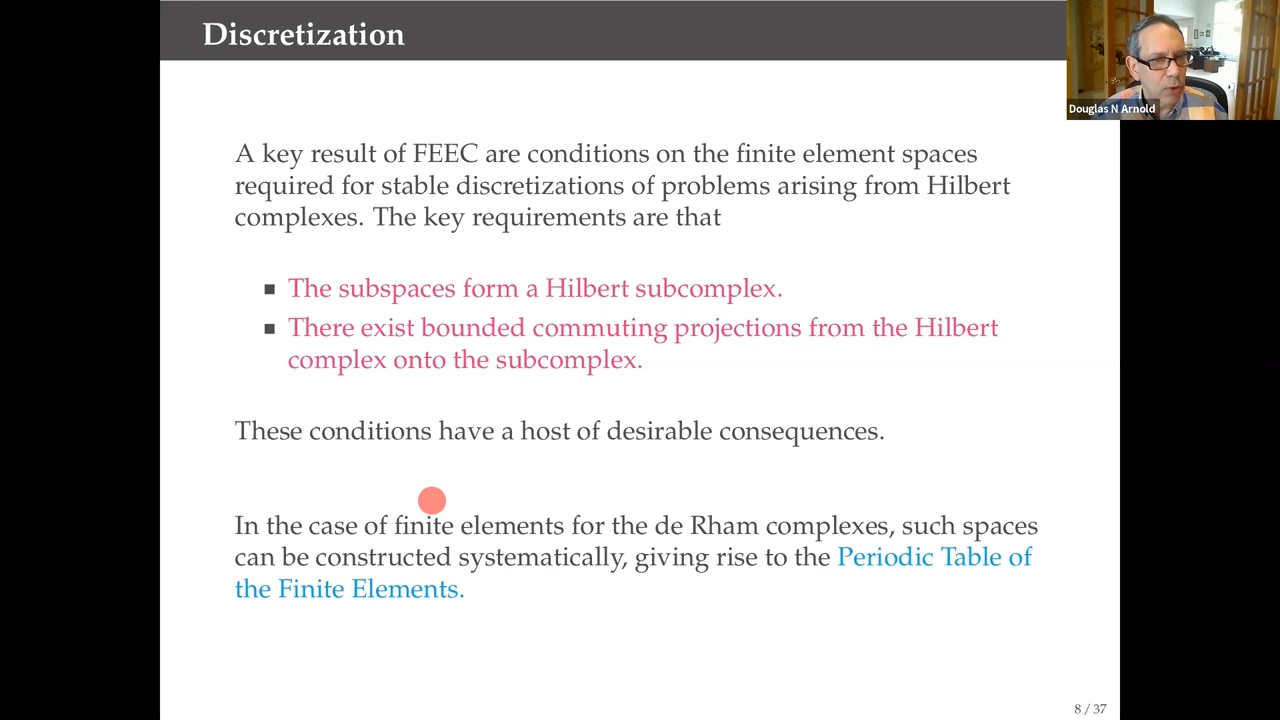 Discretization
Douglas N Arnold
A key result of FEEC are conditions on the finite element spaces
required for stable discretizations of problems arising from Hilbert
complexes. The key requirements are that
The subspaces form a Hilbert subcomplex.
There exist bounded commuting projections from the Hilbert
complex onto the subcomplex.
These conditions have a host of desirable consequences.
In the case of finite elements for the de Rham complexes, such spaces
can be constructed systematically, giving rise to the Periodic Table of
the Finite Elements.
8 / 37